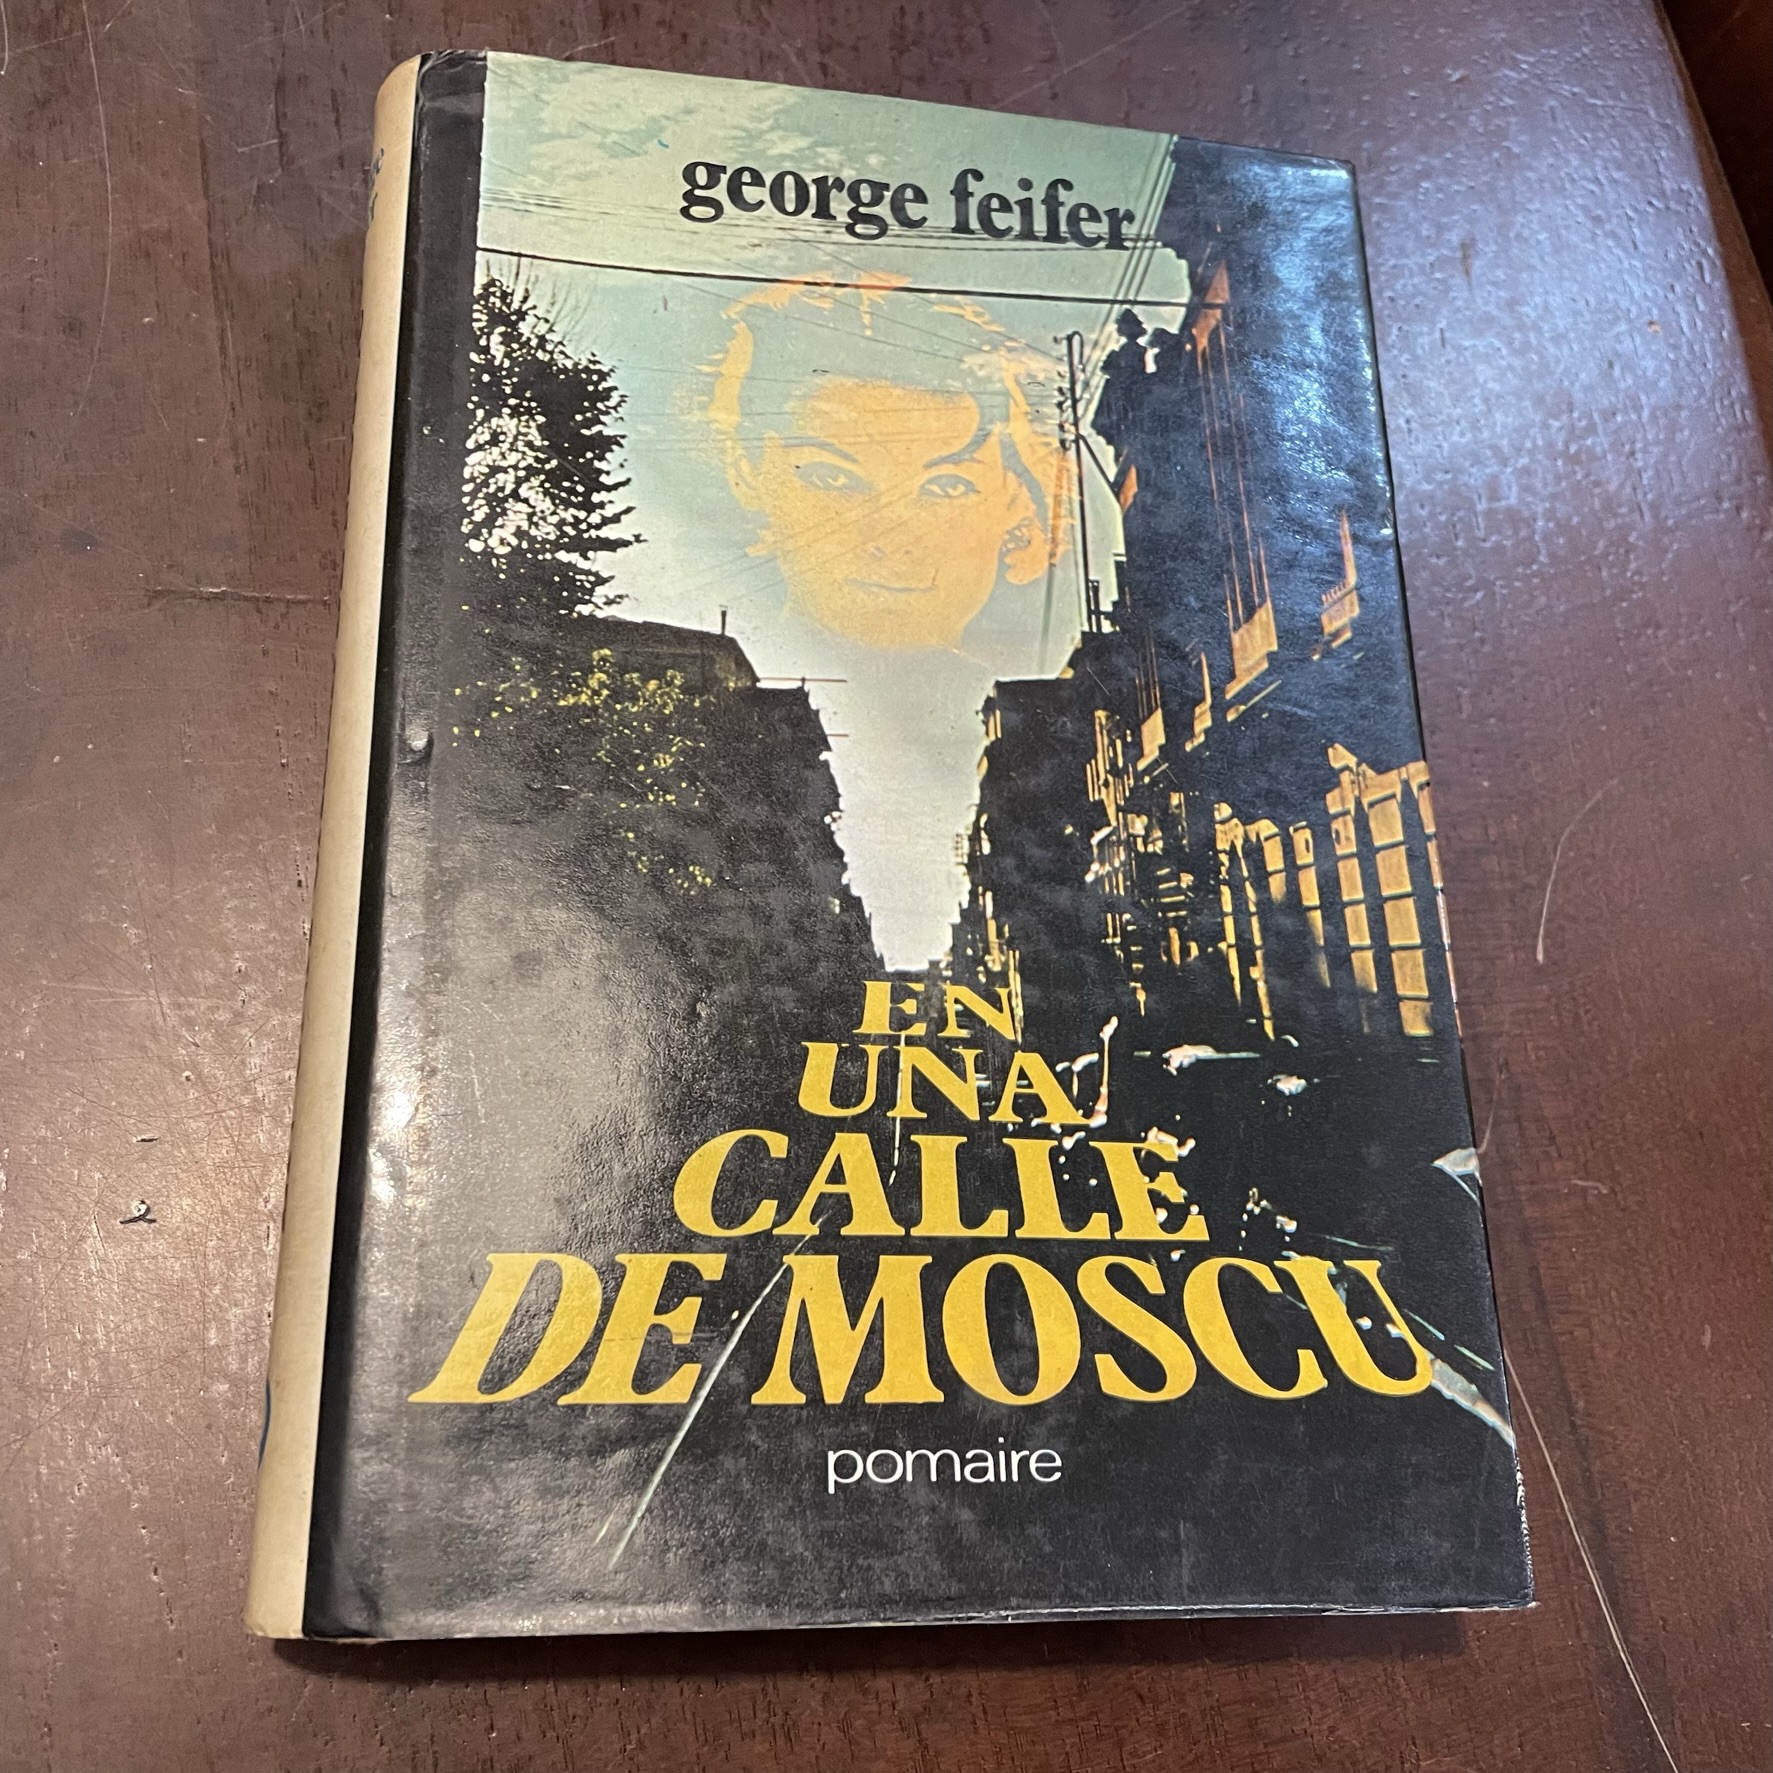 george feifer
EN
UNA
CALLE
DE MOSCU
pomaire